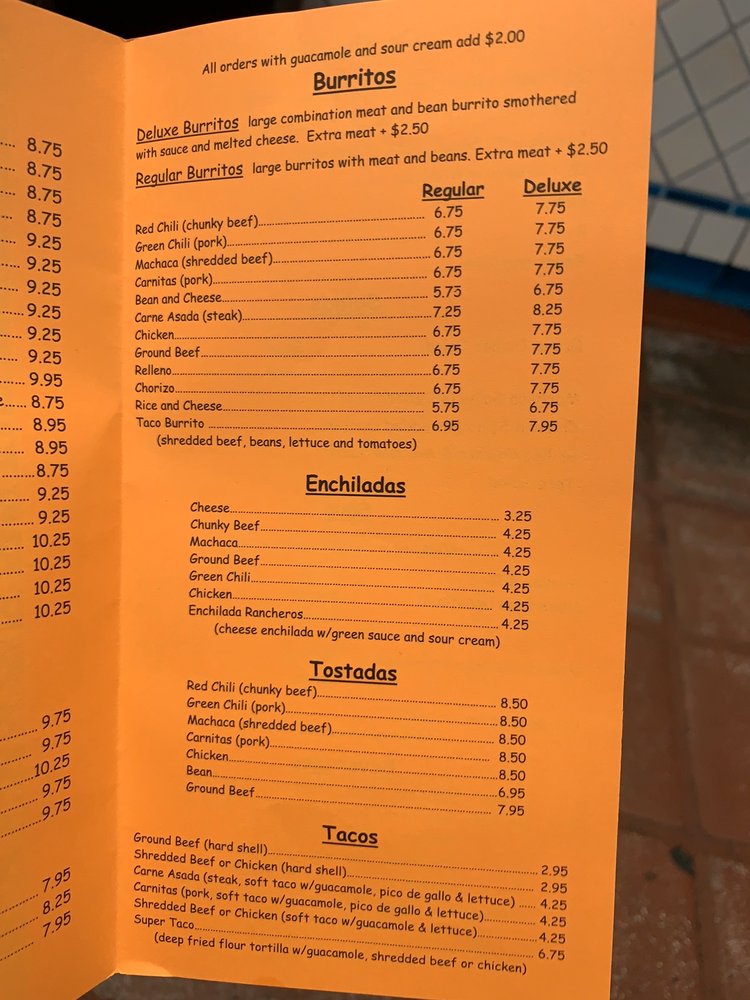 8.75
8.75
8.75
8.75
9.25
9.25
9.25
9.25
9.25
9.25
9.95
8.75
8.95
8.95
8.75
9.25
9.25
10.25
10.25
10.25
10.25
9.75
9.75
10.25
9.75
9.75
7.95
8.25
7.95
All orders with guacamole and sour cream add $2.00
Burritos
Deluxe Burritos large combination meat and bean burrito smothered
with sauce and melted cheese. Extra meat + $2.50
Regular Burritos large burritos with meat and beans. Extra meat + $2.50
Regular Deluxe
Red Chili (chunky beef) 6.75 7.75
Green Chili (pork) 6.75 7.75
Machaca (shredded beef) 6.75 7.75
Carnitas (pork) 6.75 7.75
Bean and Cheese 5.75 6.75
Carne Asada (steak) 7.25 8.25
Chicken 6.75 7.75
Ground Beef 6.75 7.75
Relleno 6.75 7.75
Chorizo 6.75 7.75
Rice and Cheese 5.75 6.75
Taco Burrito 6.95 7.95
(shredded beef, beans, lettuce and tomatoes)
Enchiladas
Cheese 3.25
Chunky Beef 4.25
Machaca 4.25
Ground Beef 4.25
Green Chili 4.25
Chicken 4.25
Enchilada Rancheros 4.25
(cheese enchilada w/green sauce and sour cream)
Tostadas
Red Chili (chunky beef) 8.50
Green Chili (pork) 8.50
Machaca (shredded beef) 8.50
Carnitas (pork) 8.50
Chicken 8.50
Bean 6.95
Ground Beef 7.95
Tacos
Ground Beef (hard shell) 2.95
Shredded Beef or Chicken (hard shell) 2.95
Carne Asada (steak, soft taco w/guacamole, pico de gallo & lettuce) 4.25
Carnitas (pork, soft taco w/guacamole, pico de gallo & lettuce) 4.25
Shredded Beef or Chicken (soft taco w/guacamole & lettuce) 4.25
Super Taco 6.75
(deep fried flour tortilla w/guacamole, shredded beef or chicken)